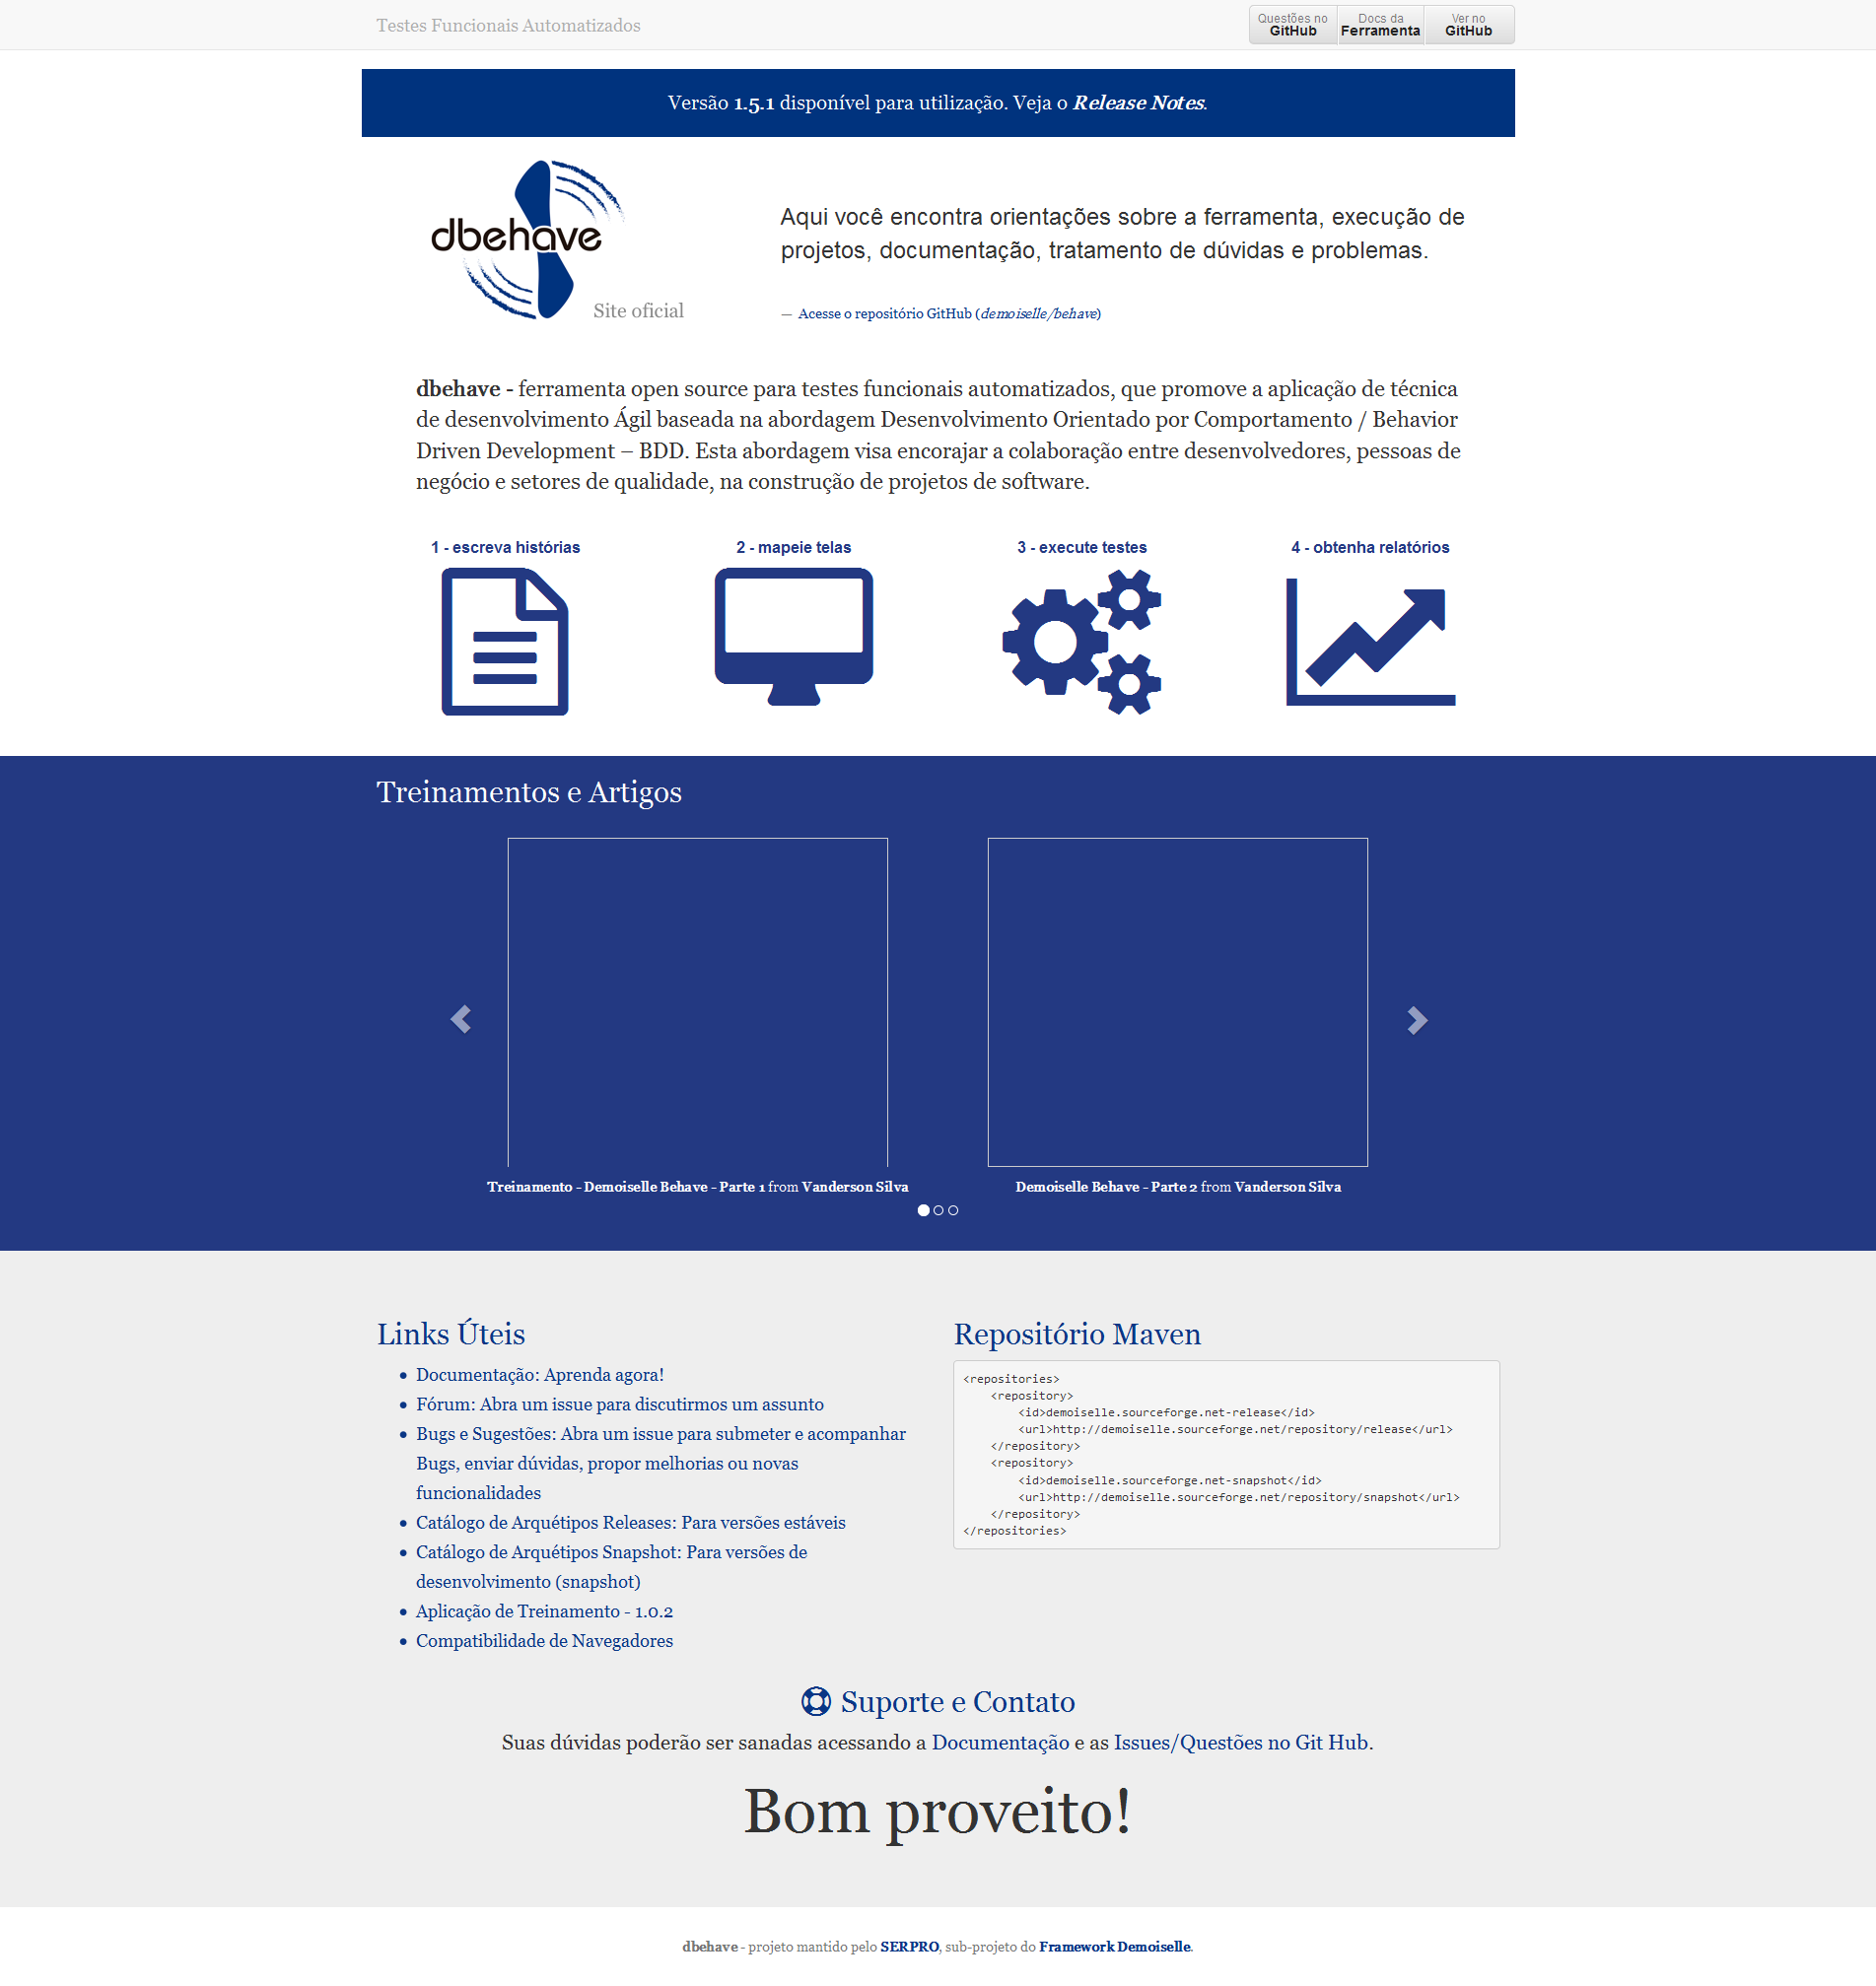 Testes Funcionais Automatizados
Questões no
GitHub
Docs da
Ferramenta
Ver no
GitHub
Versão 1.5.1 disponível para utilização. Veja o Release Notes.
dbehave
Site oficial
Aqui você encontra orientações sobre a ferramenta, execução de
projetos, documentação, tratamento de dúvidas e problemas.
— Acesse o repositório GitHub (demoiselle/behave)
dbehave - ferramenta open source para testes funcionais automatizados, que promove a aplicação de técnica
de desenvolvimento Ágil baseada na abordagem Desenvolvimento Orientado por Comportamento / Behavior
Driven Development – BDD. Esta abordagem visa encorajar a colaboração entre desenvolvedores, pessoas de
negócio e setores de qualidade, na construção de projetos de software.
1 - escreva histórias
2 - mapeie telas
3 - execute testes
4 - obtenha relatórios
Treinamentos e Artigos
Treinamento - Demoiselle Behave - Parte 1 from Vanderson Silva
Demoiselle Behave - Parte 2 from Vanderson Silva
Links Úteis
• Documentação: Aprenda agora!
• Fórum: Abra um issue para discutirmos um assunto
• Bugs e Sugestões: Abra um issue para submeter e acompanhar
Bugs, enviar dúvidas, propor melhorias ou novas
funcionalidades
• Catálogo de Arquétipos Releases: Para versões estáveis
• Catálogo de Arquétipos Snapshot: Para versões de
desenvolvimento (snapshot)
• Aplicação de Treinamento - 1.0.2
• Compatibilidade de Navegadores
Repositório Maven
<repositories>
    <repository>
        <id>demoiselle.sourceforge.net-release</id>
        <url>http://demoiselle.sourceforge.net/repository/release</url>
    </repository>
    <repository>
        <id>demoiselle.sourceforge.net-snapshot</id>
        <url>http://demoiselle.sourceforge.net/repository/snapshot</url>
    </repository>
</repositories>
Suporte e Contato
Suas dúvidas poderão ser sanadas acessando a Documentação e as Issues/Questões no Git Hub.
Bom proveito!
dbehave - projeto mantido pelo SERPRO, sub-projeto do Framework Demoiselle.